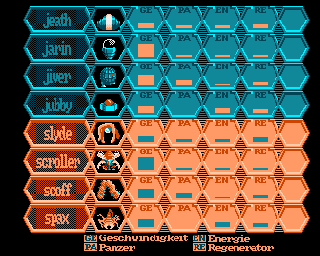 jeath GE PA EN RE
jarin GE PA EN RE
jiver GE PA EN RE
jubby GE PA EN RE
slyde GE PA EN RE
scroller GE PA EN RE
scoff GE PA EN RE
spax GE PA EN RE
GE Geschwindigkeit EN Energie
PA Panzer RE Regenerator